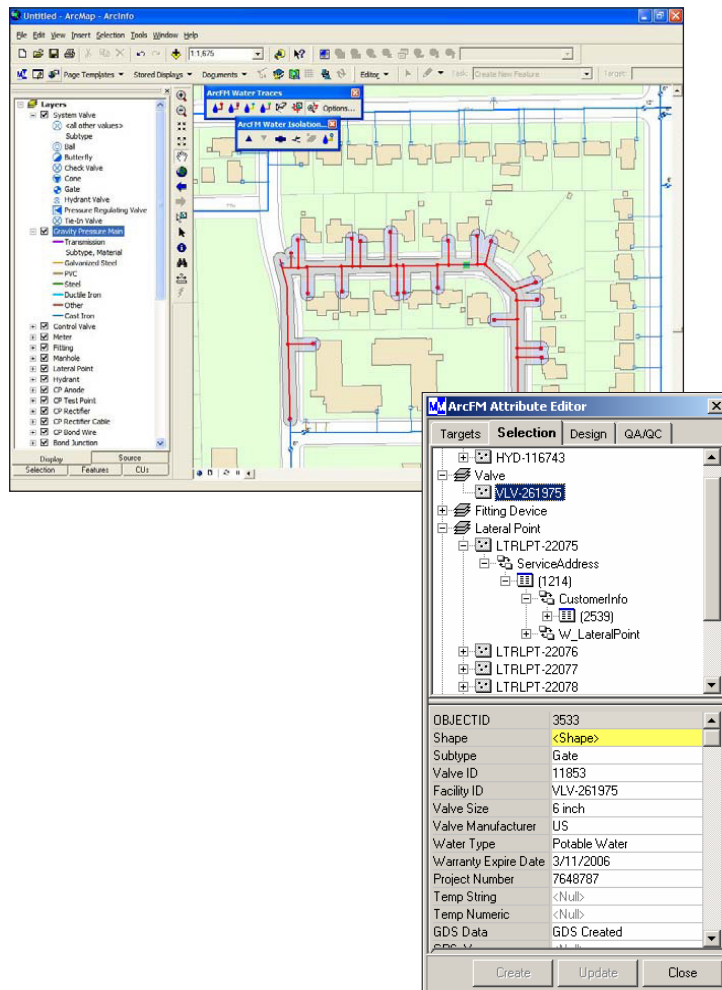 Untitled - ArcMap - ArcInfo
File Edit View Insert Selection Tools Window Help
1:1,675
Page Templates Stored Displays Documents Editor Task: Create New Feature Target:
Layers
System Valve
<all other values>
Subtype
Ball
Butterfly
Check Valve
Cone
Gate
Hydrant Valve
Pressure Regulating Valve
Tie-In Valve
Gravity Pressure Main
Transmission
Subtype, Material
Galvanized Steel
PVC
Steel
Ductile Iron
Other
Cast Iron
Control Valve
Meter
Fitting
Manhole
Lateral Point
Hydrant
CP Anode
CP Test Point
CP Rectifier
CP Rectifier Cable
CP Bond Wire
Bond Junction
Display Source
Selection Features CUs
ArcFM Water Traces
Options...
ArcFM Water Isolation...
ArcFM Attribute Editor
Targets Selection Design QA/QC
HYD-116743
Valve
VLV-261975
Fitting Device
Lateral Point
LTRLPT-22075
ServiceAddress
(1214)
CustomerInfo
(2539)
W_LateralPoint
LTRLPT-22076
LTRLPT-22077
LTRLPT-22078
OBJECTID 3533
Shape <Shape>
Subtype Gate
Valve ID 11853
Facility ID VLV-261975
Valve Size 6 inch
Valve Manufacturer US
Water Type Potable Water
Warranty Expire Date 3/11/2006
Project Number 7648787
Temp String <Null>
Temp Numeric <Null>
GDS Data GDS Created
Create Update Close